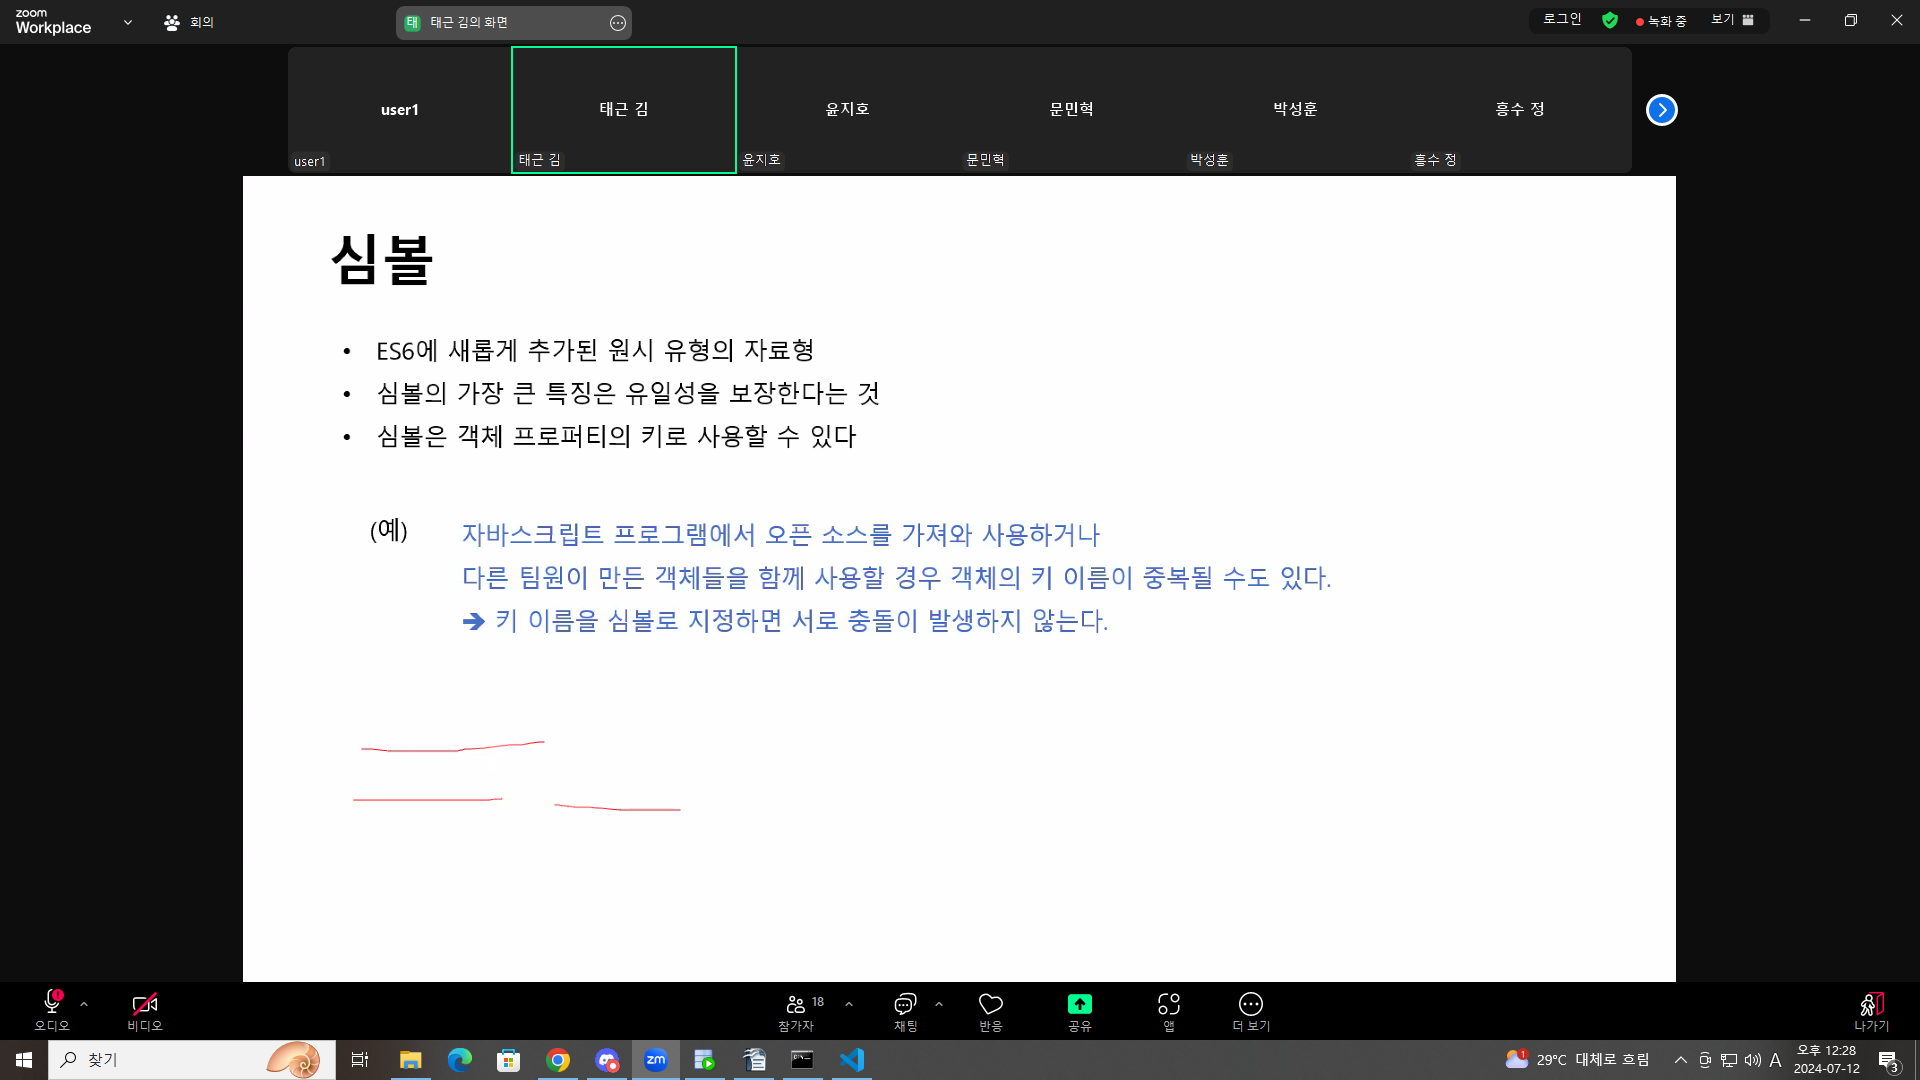 zoom
Workplace
회의
태 태근 김의 화면
로그인
녹화 중
보기
user1
태근 김
윤지호
문민혁
박성훈
흥수 정
user1
태근 김
윤지호
문민혁
박성훈
흥수 정
심볼
• ES6에 새롭게 추가된 원시 유형의 자료형
• 심볼의 가장 큰 특징은 유일성을 보장한다는 것
• 심볼은 객체 프로퍼티의 키로 사용할 수 있다
(예) 자바스크립트 프로그램에서 오픈 소스를 가져와 사용하거나
다른 팀원이 만든 객체들을 함께 사용할 경우 객체의 키 이름이 중복될 수도 있다.
➔ 키 이름을 심볼로 지정하면 서로 충돌이 발생하지 않는다.
오디오
비디오
18
참가자
채팅
반응
공유
앱
더 보기
나가기
찾기
zm
1
29°C 대체로 흐림
A
오후 12:28
2024-07-12
3